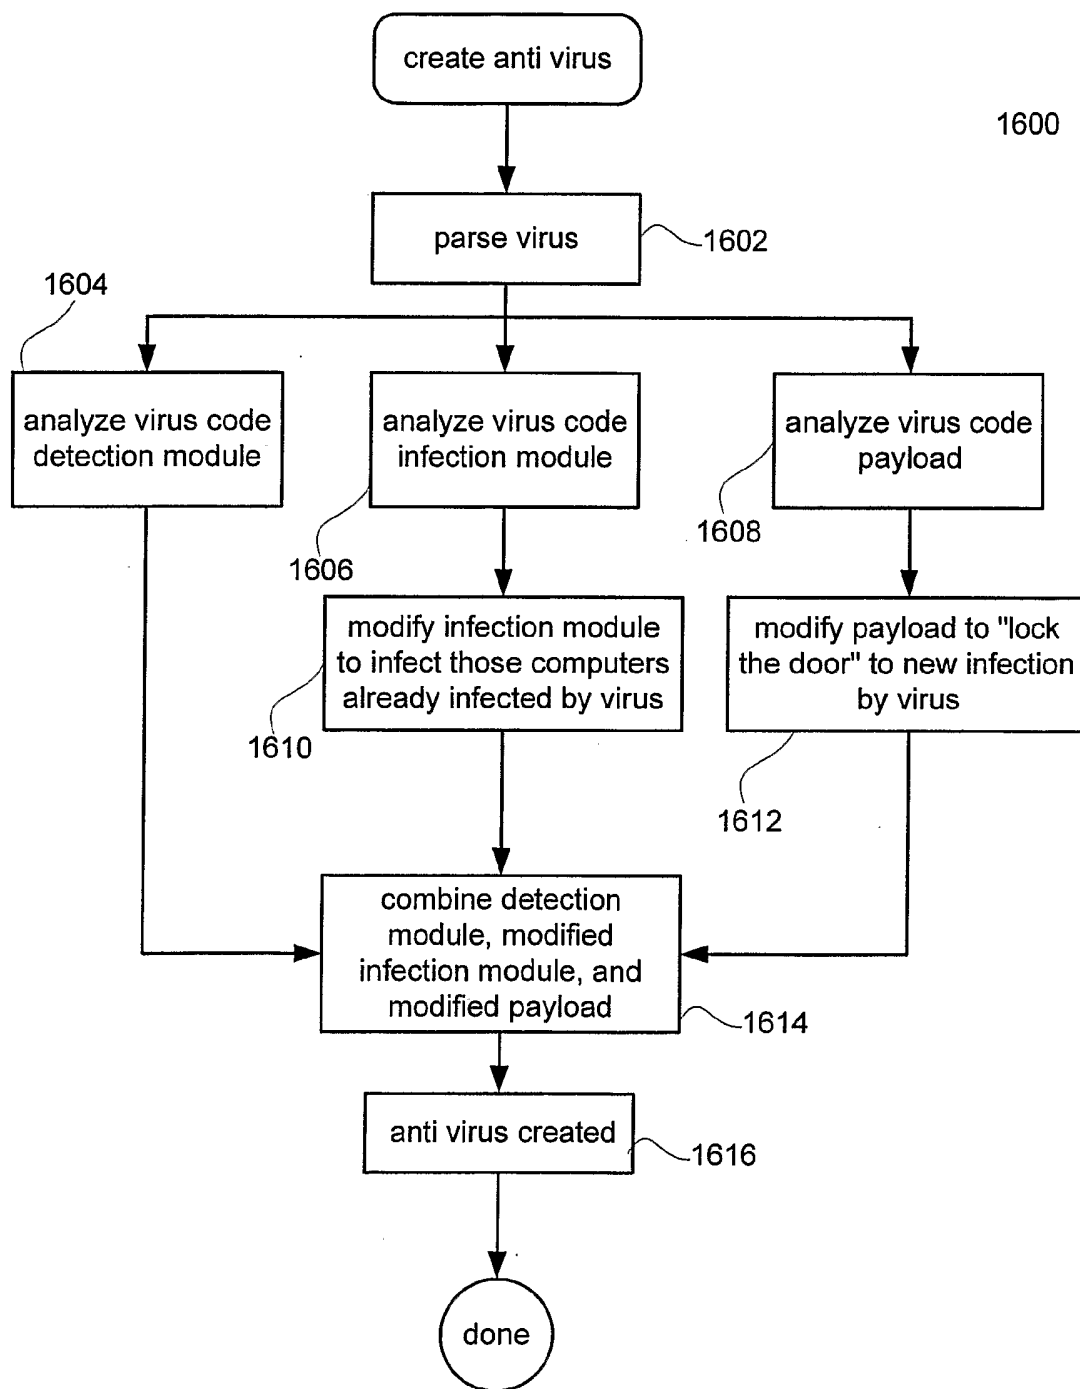 create anti virus
1600
parse virus
1602
1604
analyze virus code
detection module
analyze virus code
infection module
analyze virus code
payload
1606
1608
modify infection module
to infect those computers
already infected by virus
modify payload to "lock
the door" to new infection
by virus
1610
1612
combine detection
module, modified
infection module, and
modified payload
1614
anti virus created
1616
done